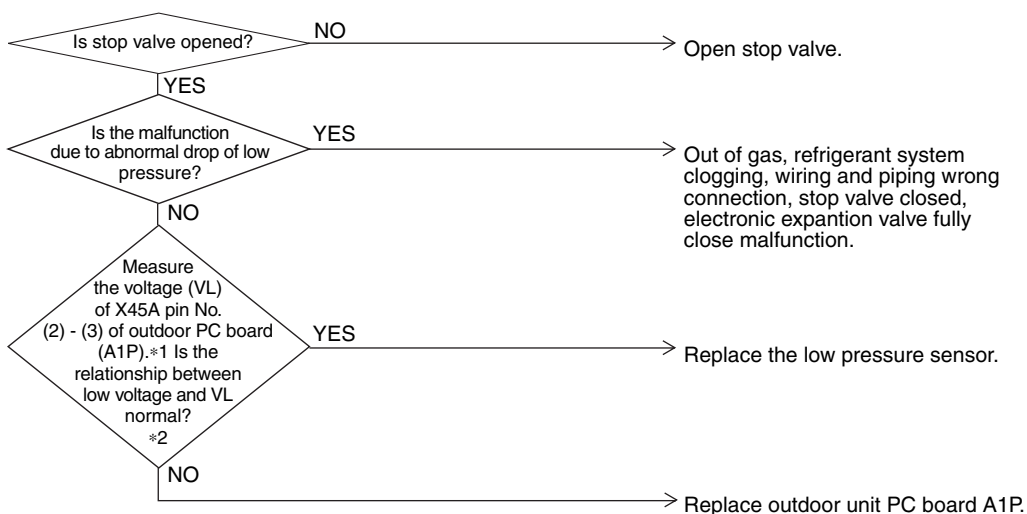 Is stop valve opened?
NO
Open stop valve.
YES
Is the malfunction
due to abnormal drop of low
pressure?
YES
Out of gas, refrigerant system
clogging, wiring and piping wrong
connection, stop valve closed,
electronic expantion valve fully
close malfunction.
NO
Measure
the voltage (VL)
of X45A pin No.
(2) - (3) of outdoor PC board
(A1P).*1 Is the
relationship between
low voltage and VL
normal?
*2
YES
Replace the low pressure sensor.
NO
Replace outdoor unit PC board A1P.